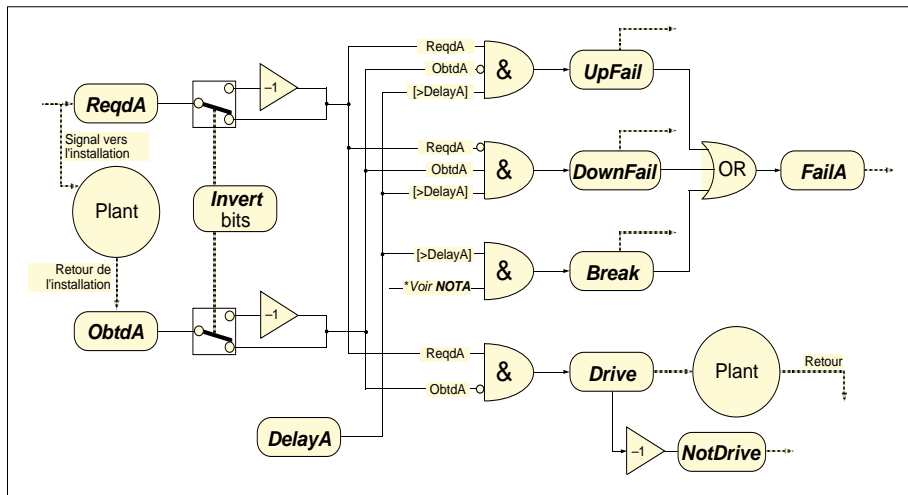 ReqdA
ObtdA
[>DelayA]
&
UpFail
–1
ReqdA
Signal vers
l'installation
Plant
Invert
bits
ReqdA
ObtdA
[>DelayA]
&
DownFail
OR
FailA
[>DelayA]
*Voir NOTA
&
Break
Retour de
l'installation
ObtdA
–1
ReqdA
ObtdA
&
Drive
Plant
Retour
DelayA
–1
NotDrive